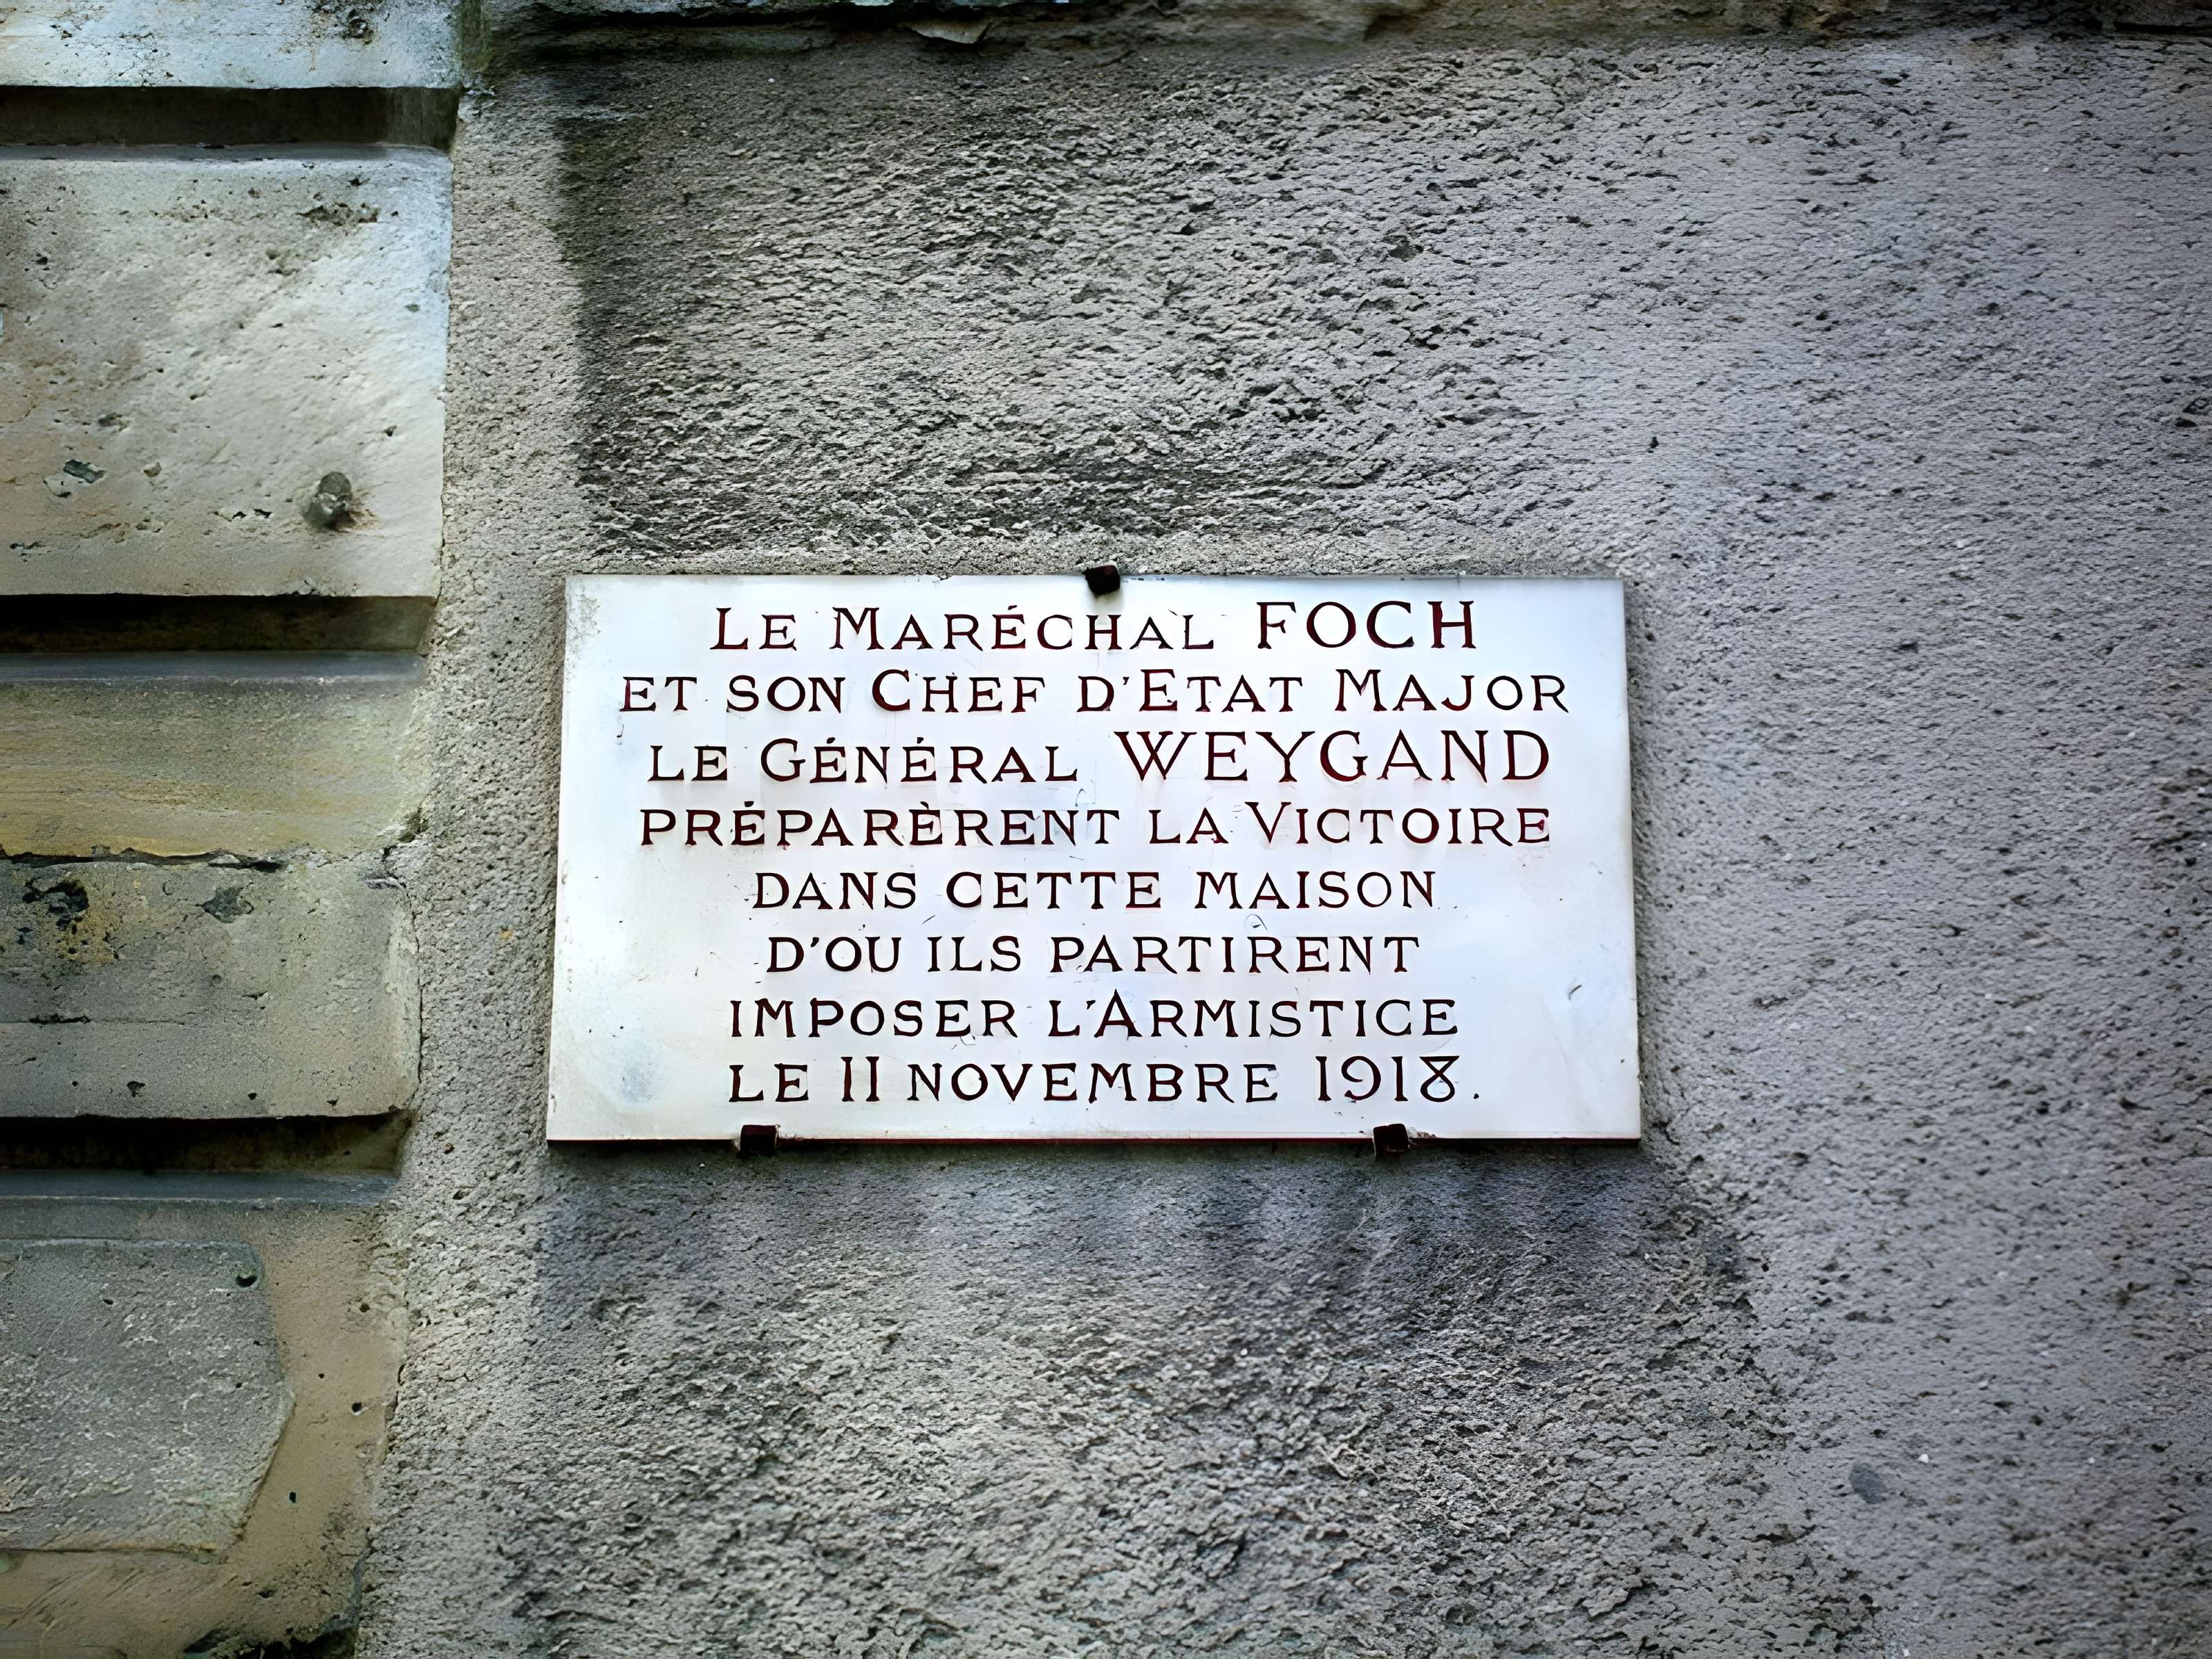 LE MARÉCHAL FOCH
ET SON CHEF D'ETAT MAJOR
LE GÉNÉRAL WEYGAND
PRÉPARÈRENT LA VICTOIRE
DANS CETTE MAISON
D'OU ILS PARTIRENT
IMPOSER L'ARMISTICE
LE 11 NOVEMBRE 1918.